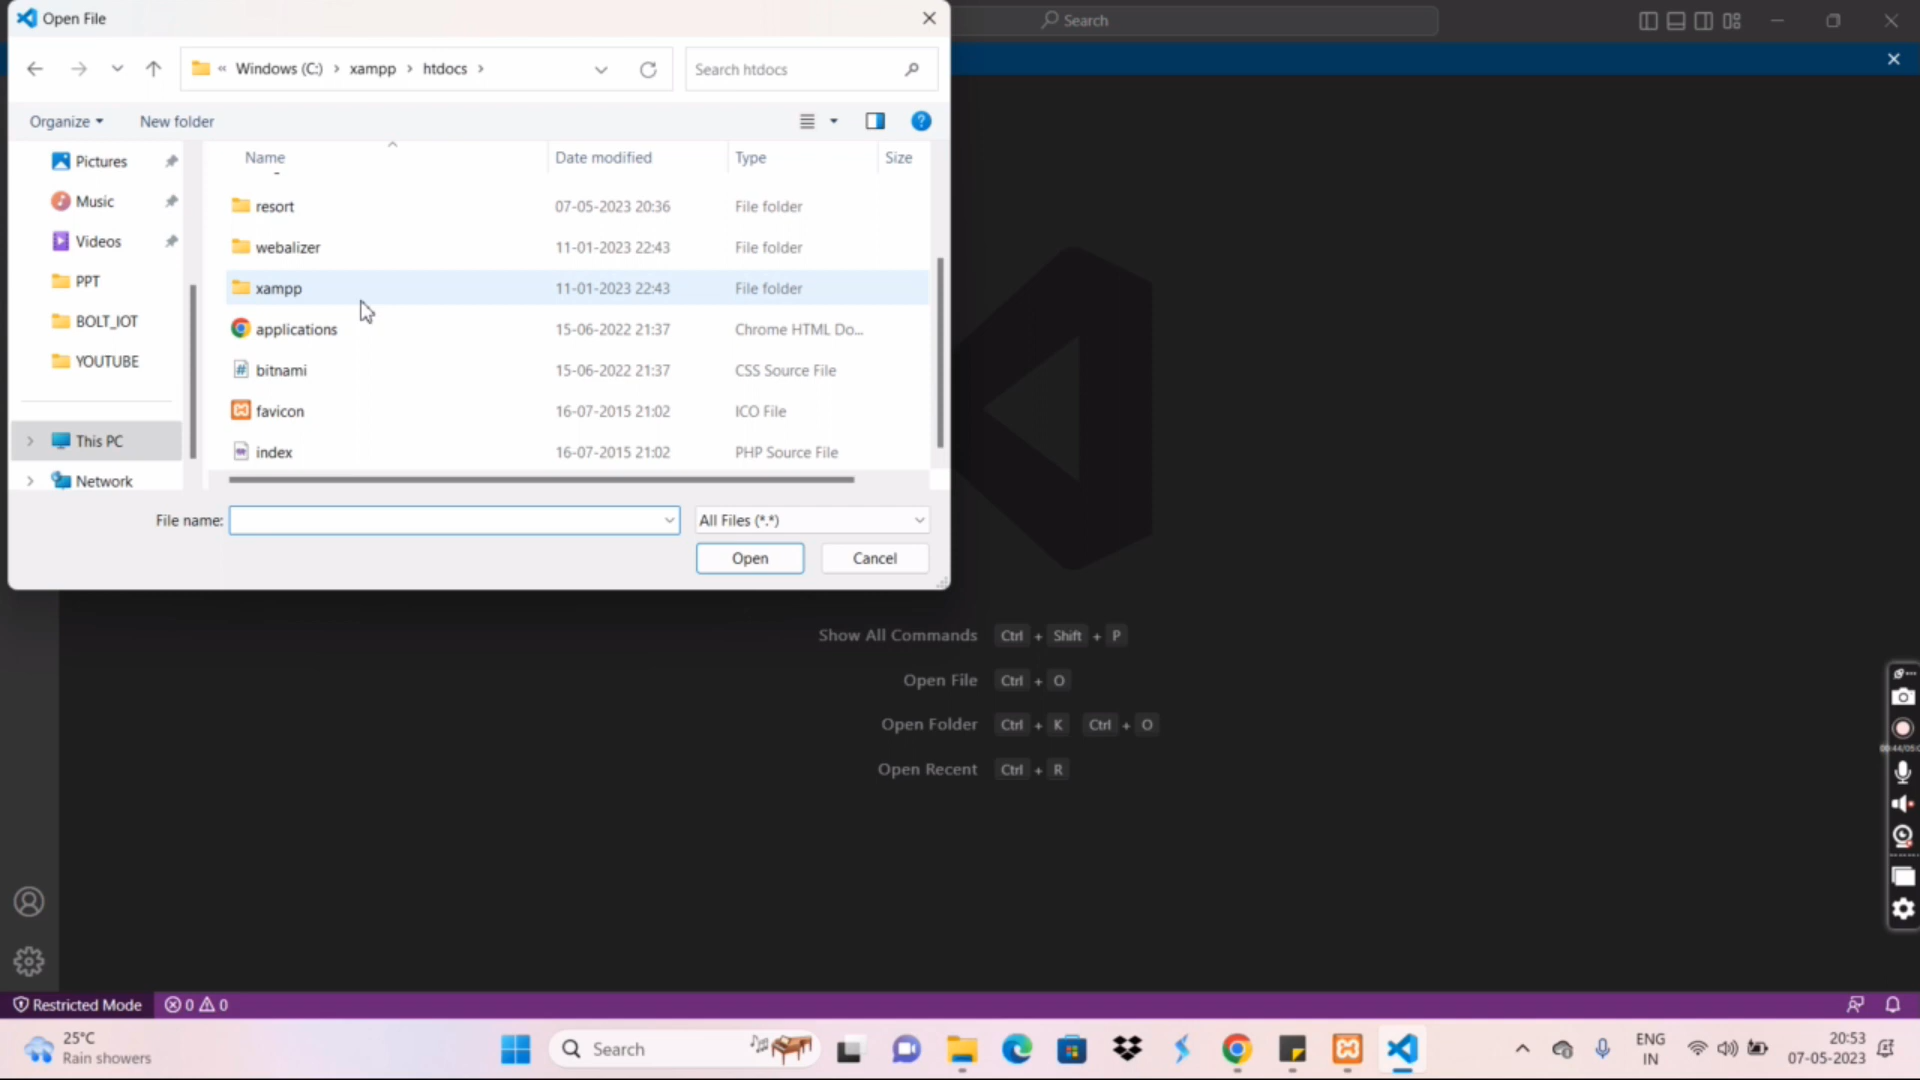 Open File
Search
« Windows (C:) › xampp › htdocs ›
Search htdocs
Organize
New folder
Name
Date modified
Type
Size
Pictures
Music
Videos
PPT
BOLT_IOT
YOUTUBE
This PC
Network
resort 07-05-2023 20:36 File folder
webalizer 11-01-2023 22:43 File folder
xampp 11-01-2023 22:43 File folder
applications 15-06-2022 21:37 Chrome HTML Do...
bitnami 15-06-2022 21:37 CSS Source File
favicon 16-07-2015 21:02 ICO File
index 16-07-2015 21:02 PHP Source File
File name:
All Files (*.*)
Open
Cancel
Show All Commands Ctrl + Shift + P
Open File Ctrl + O
Open Folder Ctrl + K Ctrl + O
Open Recent Ctrl + R
Restricted Mode 0 0
25°C
Rain showers
Search
ENG
IN
20:53
07-05-2023